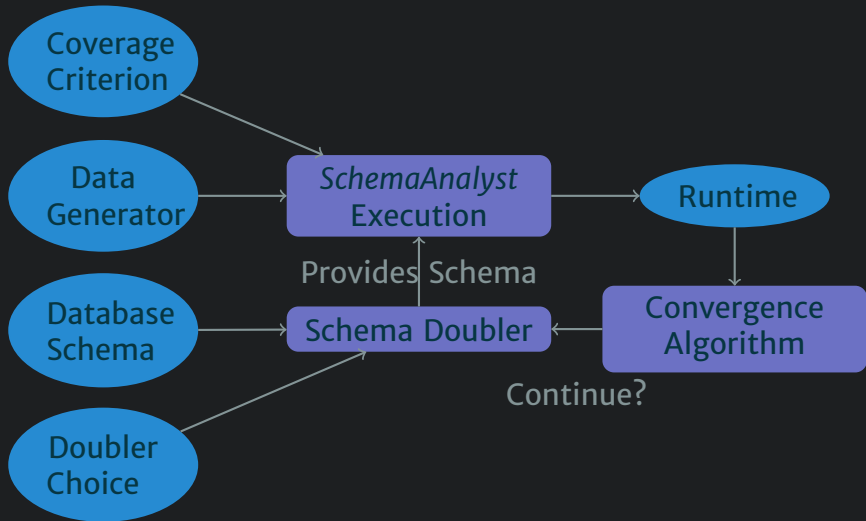 Coverage
Criterion
Data
Generator
SchemaAnalyst
Execution
Runtime
Provides Schema
Database
Schema
Schema Doubler
Convergence
Algorithm
Continue?
Doubler
Choice